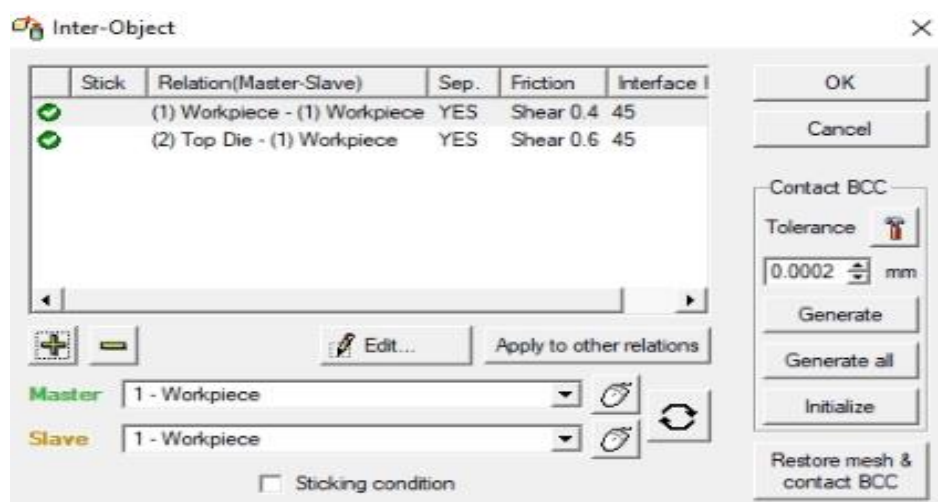 Inter-Object
Stick Relation(Master-Slave) Sep. Friction Interface
(1) Workpiece - (1) Workpiece YES Shear 0.4 45
(2) Top Die - (1) Workpiece YES Shear 0.6 45
OK
Cancel
Contact BCC
Tolerance
0.0002 mm
Generate
Generate all
Initialize
Restore mesh &
contact BCC
Edit...
Apply to other relations
Master 1 - Workpiece
Slave 1 - Workpiece
Sticking condition